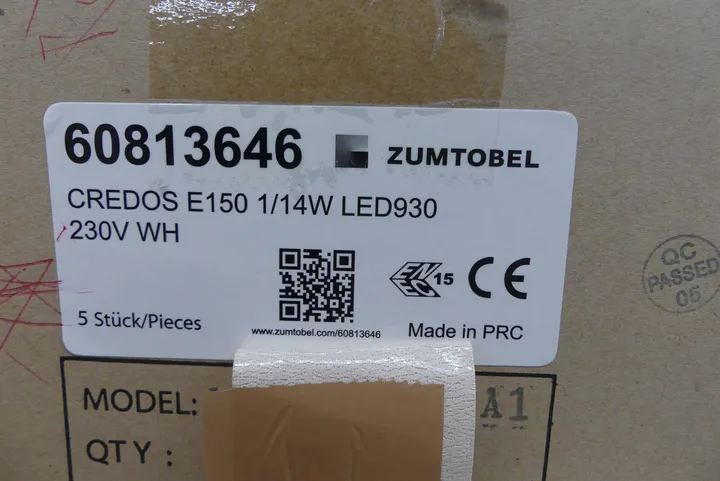 60813646 ZUMTOBEL
CREDOS E150 1/14W LED930
230V WH
ENEC 15 CE
5 Stück/Pieces
www.zumtobel.com/60813646
Made in PRC
QC
PASSED
05
MODEL: A1
QTY :